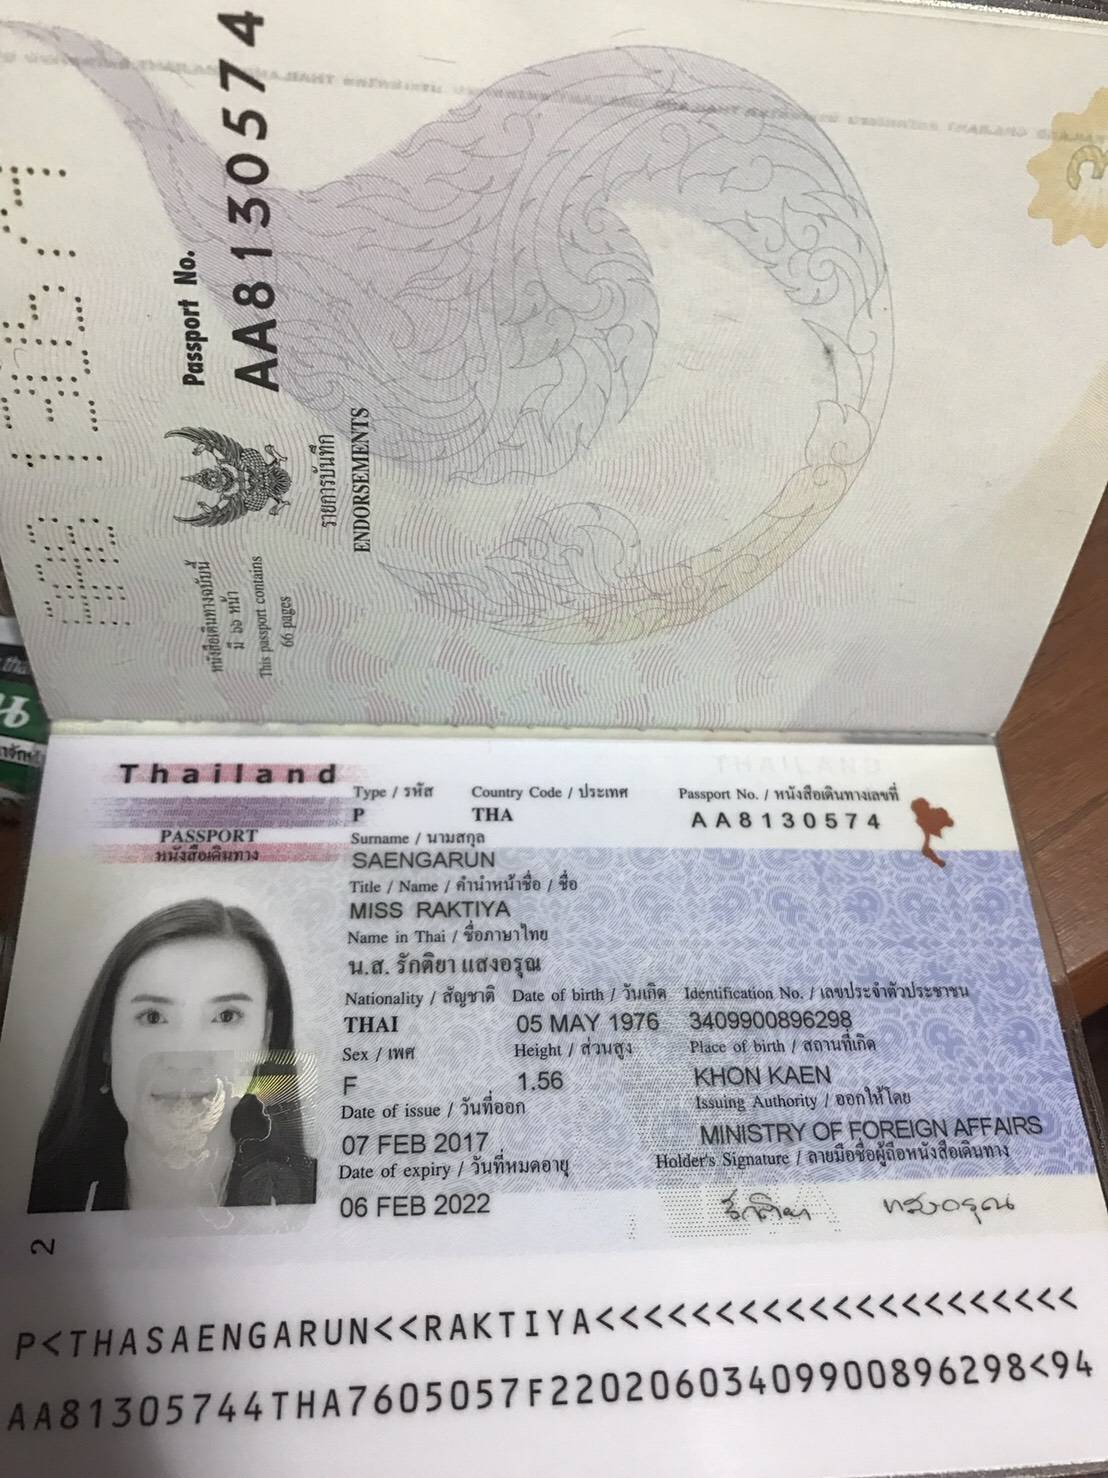 Passport No.
AA8130574
หนังสือเดินทางฉบับนี้
มี ๖๖ หน้า
This passport contains
66 pages
รายการบันทึก
ENDORSEMENTS
Thailand
PASSPORT
หนังสือเดินทาง
Type / รหัส Country Code / ประเทศ Passport No. / หนังสือเดินทางเลขที่
P THA AA8130574
Surname / นามสกุล
SAENGARUN
Title / Name / คำนำหน้าชื่อ / ชื่อ
MISS RAKTIYA
Name in Thai / ชื่อภาษาไทย
น.ส. รักติยา แสงอรุณ
Nationality / สัญชาติ Date of birth / วันเกิด Identification No. / เลขประจำตัวประชาชน
THAI 05 MAY 1976 3409900896298
Sex / เพศ Height / ส่วนสูง Place of birth / สถานที่เกิด
F 1.56 KHON KAEN
Date of issue / วันที่ออก Issuing Authority / ออกให้โดย
07 FEB 2017 MINISTRY OF FOREIGN AFFAIRS
Date of expiry / วันที่หมดอายุ Holder's Signature / ลายมือชื่อผู้ถือหนังสือเดินทาง
06 FEB 2022 รักติยา แสงอรุณ
2
P<THASAENGARUN<<RAKTIYA<<<<<<<<<<<<<<<<<<<<<
AA81305744THA7605057F22020603409900896298<94